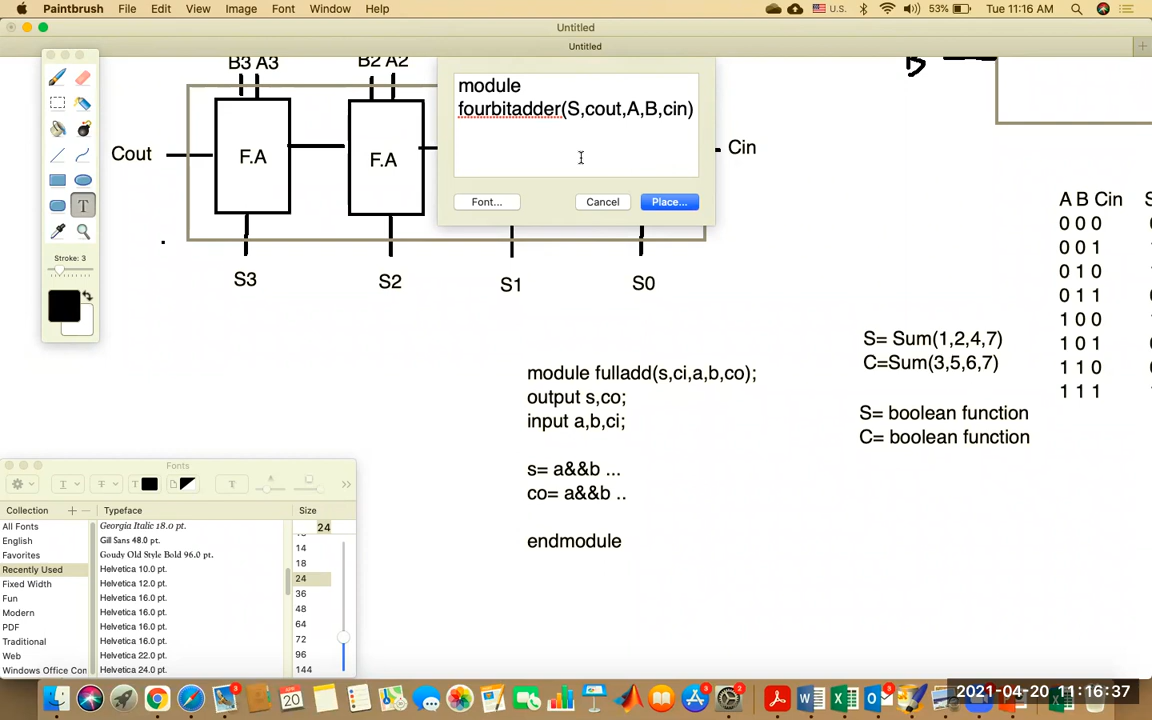 Paintbrush File Edit View Image Font Window Help U.S. 53% Tue 11:16 AM
Untitled
Untitled
B3 A3
B2 A2
module
fourbitadder(S,cout,A,B,cin)
B
Cout
F.A
F.A
Cin
Font...
Cancel
Place...
T
Stroke: 3
S3
S2
S1
S0
A B Cin S
0 0 0
0 0 1
0 1 0
0 1 1
1 0 0
1 0 1
1 1 0
1 1 1
S= Sum(1,2,4,7)
C=Sum(3,5,6,7)
S= boolean function
C= boolean function
module fulladd(s,ci,a,b,co);
output s,co;
input a,b,ci;
s= a&&b ...
co= a&&b ..
endmodule
Fonts
Collection
Typeface
Size
All Fonts
English
Favorites
Recently Used
Fixed Width
Fun
Modern
PDF
Traditional
Web
Windows Office Con
Georgia Italic 18.0 pt.
Gill Sans 48.0 pt.
Goudy Old Style Bold 96.0 pt.
Helvetica 10.0 pt.
Helvetica 12.0 pt.
Helvetica 16.0 pt.
Helvetica 16.0 pt.
Helvetica 16.0 pt.
Helvetica 16.0 pt.
Helvetica 22.0 pt.
Helvetica 24.0 pt.
24
14
18
24
36
48
64
72
96
144
2021-04-20 11:16:37